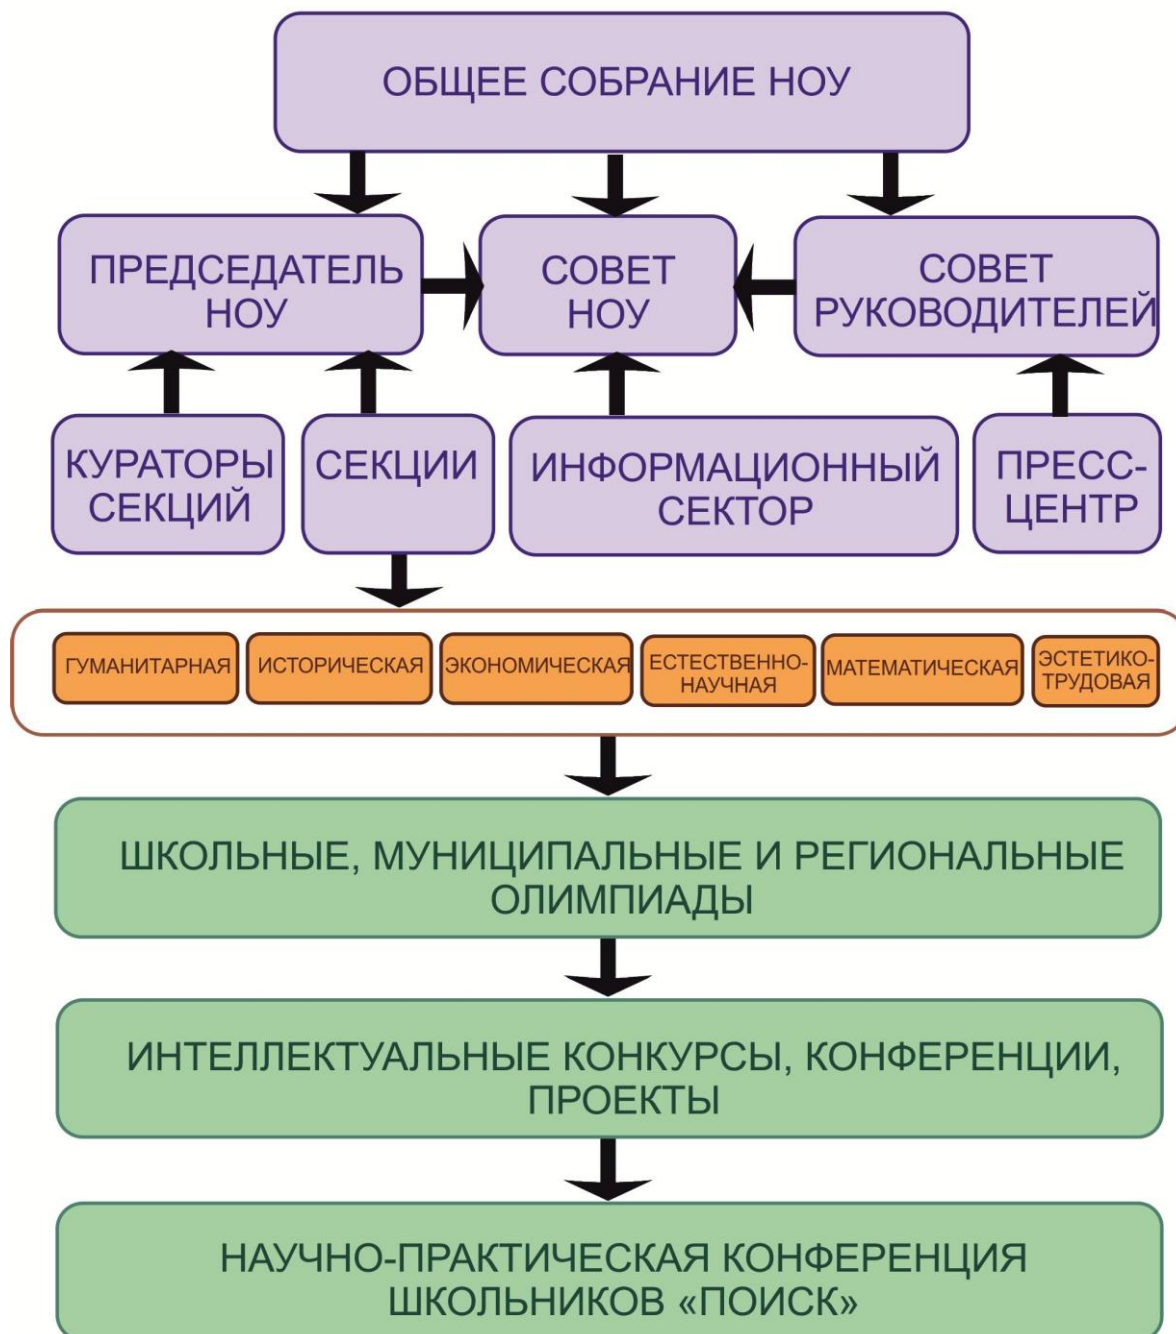 ОБЩЕЕ СОБРАНИЕ НОУ
ПРЕДСЕДАТЕЛЬ
НОУ
СОВЕТ
НОУ
СОВЕТ
РУКОВОДИТЕЛЕЙ
КУРАТОРЫ
СЕКЦИЙ
СЕКЦИИ
ИНФОРМАЦИОННЫЙ
СЕКТОР
ПРЕСС-
ЦЕНТР
ГУМАНИТАРНАЯ
ИСТОРИЧЕСКАЯ
ЭКОНОМИЧЕСКАЯ
ЕСТЕСТВЕННО-
НАУЧНАЯ
МАТЕМАТИЧЕСКАЯ
ЭСТЕТИКО-
ТРУДОВАЯ
ШКОЛЬНЫЕ, МУНИЦИПАЛЬНЫЕ И РЕГИОНАЛЬНЫЕ
ОЛИМПИАДЫ
ИНТЕЛЛЕКТУАЛЬНЫЕ КОНКУРСЫ, КОНФЕРЕНЦИИ,
ПРОЕКТЫ
НАУЧНО-ПРАКТИЧЕСКАЯ КОНФЕРЕНЦИЯ
ШКОЛЬНИКОВ «ПОИСК»